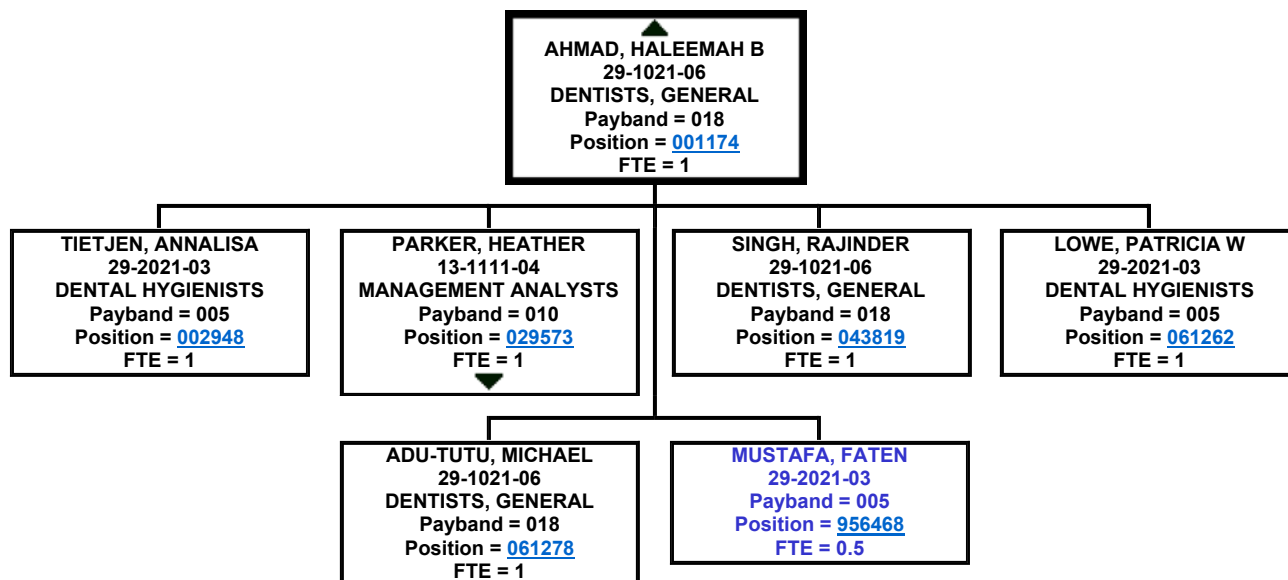 AHMAD, HALEEMAH B
29-1021-06
DENTISTS, GENERAL
Payband = 018
Position = 001174
FTE = 1
TIETJEN, ANNALISA
29-2021-03
DENTAL HYGIENISTS
Payband = 005
Position = 002948
FTE = 1
PARKER, HEATHER
13-1111-04
MANAGEMENT ANALYSTS
Payband = 010
Position = 029573
FTE = 1
SINGH, RAJINDER
29-1021-06
DENTISTS, GENERAL
Payband = 018
Position = 043819
FTE = 1
LOWE, PATRICIA W
29-2021-03
DENTAL HYGIENISTS
Payband = 005
Position = 061262
FTE = 1
ADU-TUTU, MICHAEL
29-1021-06
DENTISTS, GENERAL
Payband = 018
Position = 061278
FTE = 1
MUSTAFA, FATEN
29-2021-03
Payband = 005
Position = 956468
FTE = 0.5